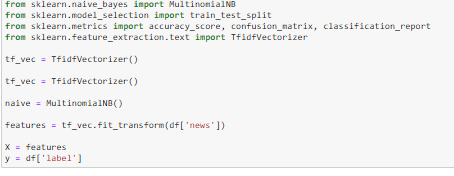 from sklearn.naive_bayes import MultinomialNB
from sklearn.model_selection import train_test_split
from sklearn.metrics import accuracy_score, confusion_matrix, classification_report
from sklearn.feature_extraction.text import TfidfVectorizer
tf_vec = TfidfVectorizer()
tf_vec = TfidfVectorizer()
naive = MultinomialNB()
features = tf_vec.fit_transform(df['news'])
X = features
y = df['label']